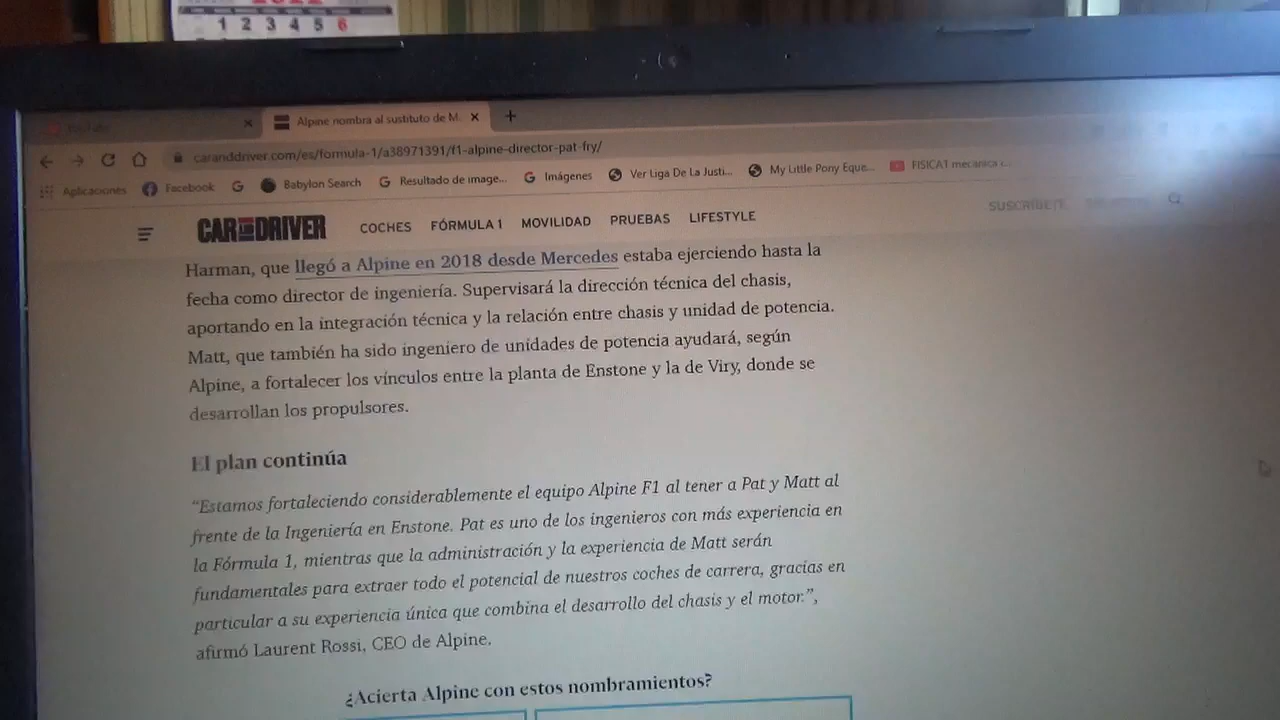 1 2 3 4 5 6
Alpine nombra al sustituto de M.
caranddriver.com/es/formula-1/a38971391/f1-alpine-director-pat-fry/
Aplicaciones Facebook Babylon Search Resultado de image... Imágenes Ver Liga De La Justi... My Little Pony Eque... FISICA1 mecánica c...
CAR AND DRIVER COCHES FÓRMULA 1 MOVILIDAD PRUEBAS LIFESTYLE SUSCRÍBETE
Harman, que llegó a Alpine en 2018 desde Mercedes estaba ejerciendo hasta la
fecha como director de ingeniería. Supervisará la dirección técnica del chasis,
aportando en la integración técnica y la relación entre chasis y unidad de potencia.
Matt, que también ha sido ingeniero de unidades de potencia ayudará, según
Alpine, a fortalecer los vínculos entre la planta de Enstone y la de Viry, donde se
desarrollan los propulsores.
El plan continúa
“Estamos fortaleciendo considerablemente el equipo Alpine F1 al tener a Pat y Matt al
frente de la Ingeniería en Enstone. Pat es uno de los ingenieros con más experiencia en
la Fórmula 1, mientras que la administración y la experiencia de Matt serán
fundamentales para extraer todo el potencial de nuestros coches de carrera, gracias en
particular a su experiencia única que combina el desarrollo del chasis y el motor.”,
afirmó Laurent Rossi, CEO de Alpine.
¿Acierta Alpine con estos nombramientos?